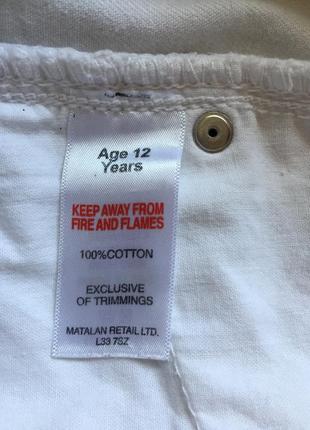 Age 12
Years
KEEP AWAY FROM
FIRE AND FLAMES
100%COTTON
EXCLUSIVE
OF TRIMMINGS
MATALAN RETAIL LTD.
L33 7SZ